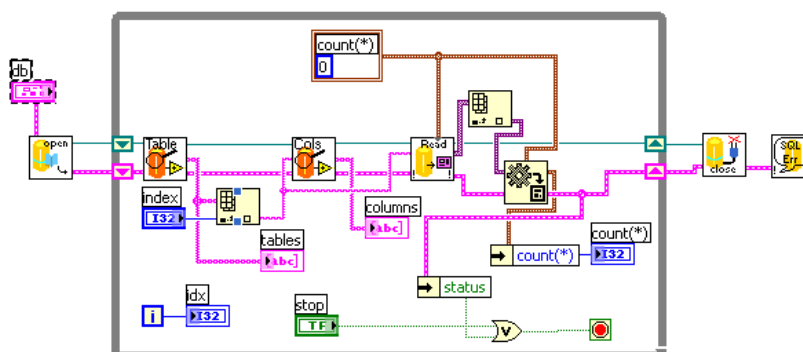 count(*)
0
db
open
Table
Cols
Read
SQL
Err
close
index
I32
abc
columns
abc
tables
count(*)
count(*)
I32
status
idx
i
I32
stop
TF
V